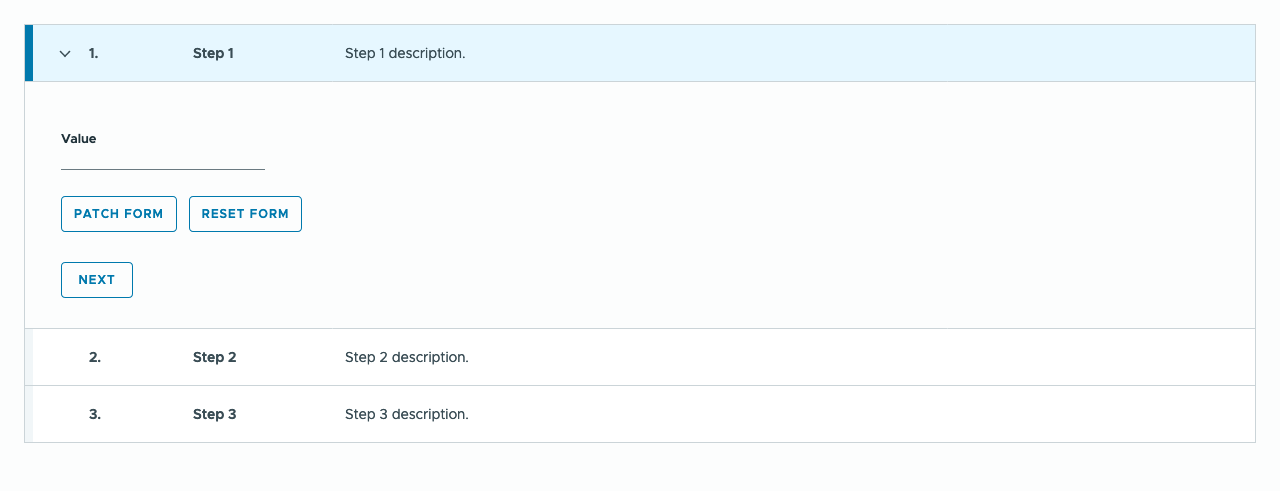 1. Step 1 Step 1 description.
Value
PATCH FORM RESET FORM
NEXT
2. Step 2 Step 2 description.
3. Step 3 Step 3 description.